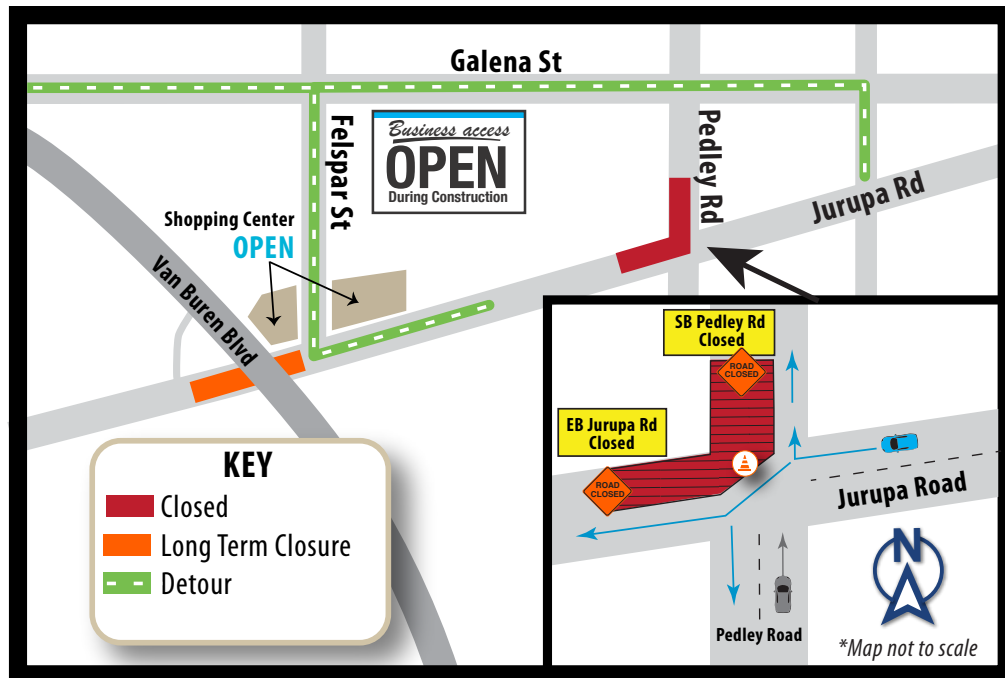 Galena St
Felspar St
Business access
OPEN
During Construction
Pedley Rd
Jurupa Rd
Shopping Center
OPEN
Van Buren Blvd
KEY
Closed
Long Term Closure
Detour
SB Pedley Rd
Closed
ROAD
CLOSED
EB Jurupa Rd
Closed
ROAD
CLOSED
Jurupa Road
Pedley Road
N
*Map not to scale